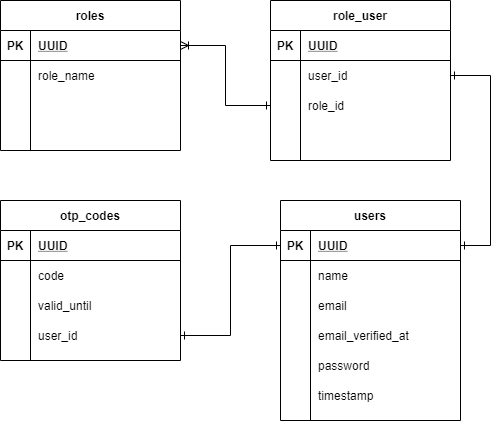 roles
PK UUID
role_name
role_user
PK UUID
user_id
role_id
otp_codes
PK UUID
code
valid_until
user_id
users
PK UUID
name
email
email_verified_at
password
timestamp